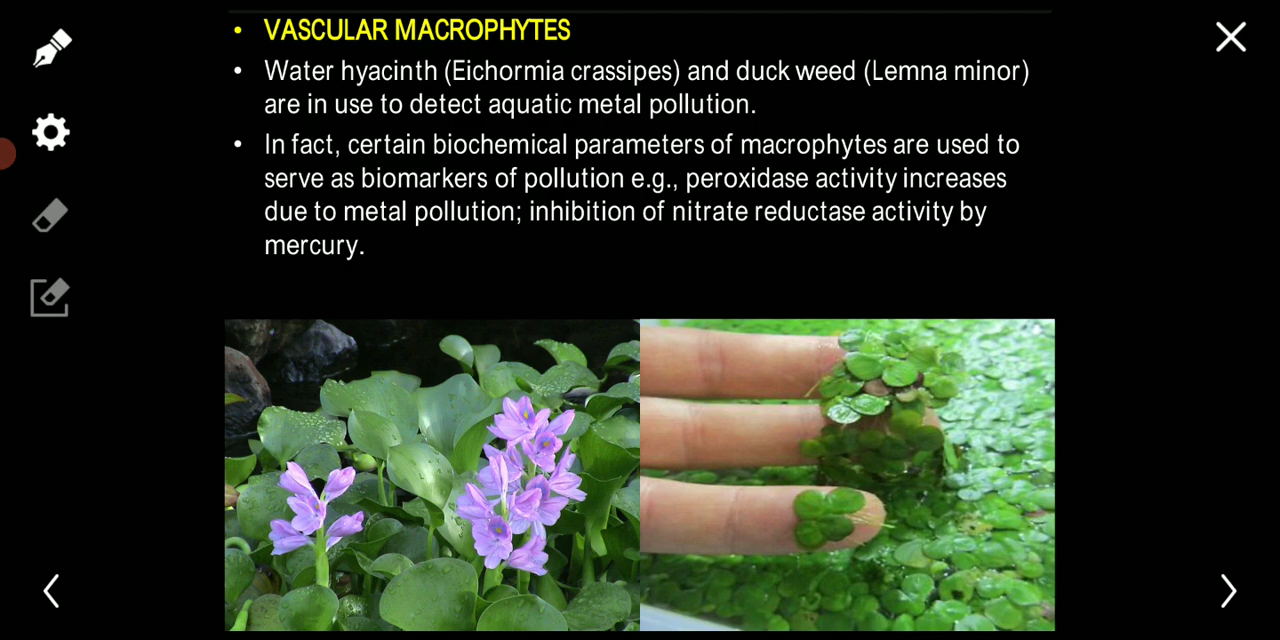 • VASCULAR MACROPHYTES
• Water hyacinth (Eichormia crassipes) and duck weed (Lemna minor)
are in use to detect aquatic metal pollution.
• In fact, certain biochemical parameters of macrophytes are used to
serve as biomarkers of pollution e.g., peroxidase activity increases
due to metal pollution; inhibition of nitrate reductase activity by
mercury.